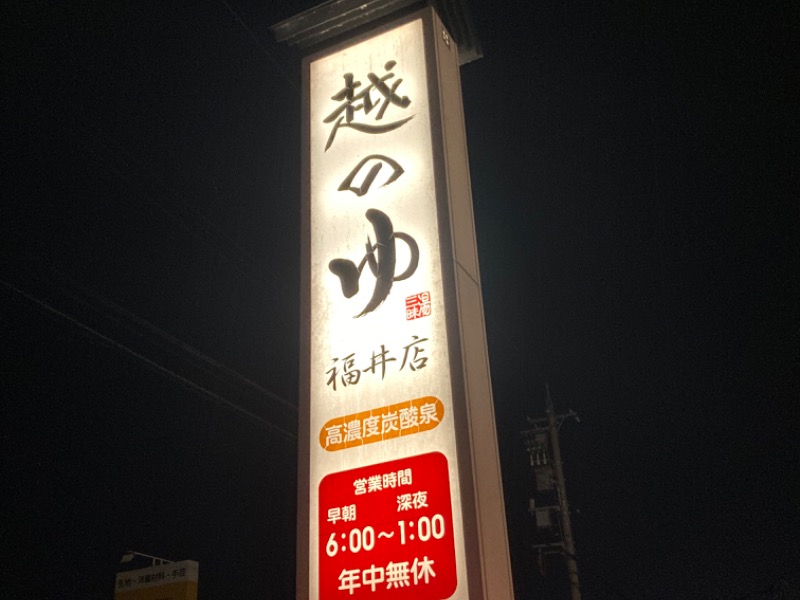 越のゆ
福井店
高濃度炭酸泉
営業時間
早朝 深夜
6:00～1:00
年中無休